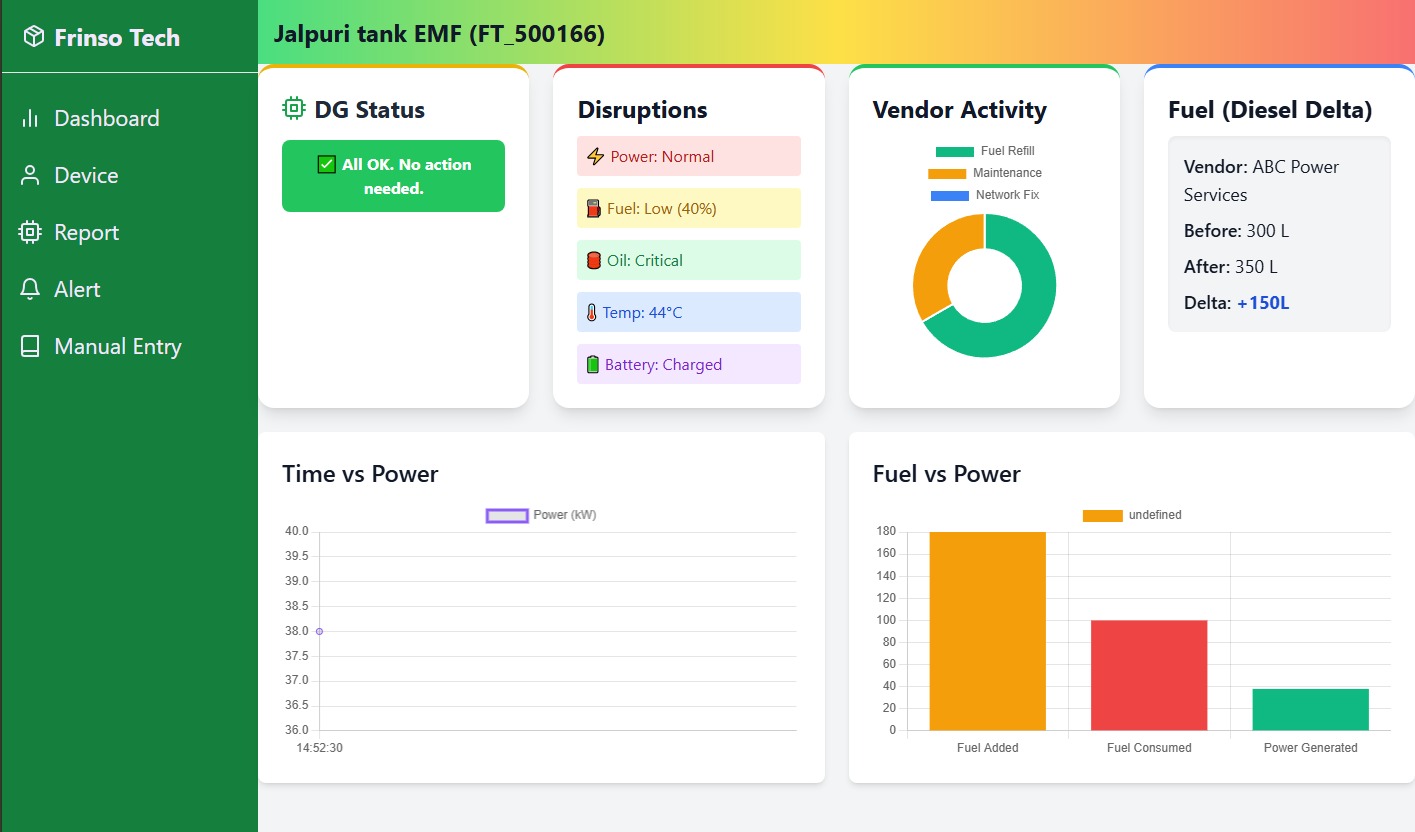 Frinso Tech
Dashboard
Device
Report
Alert
Manual Entry
Jalpuri tank EMF (FT_500166)
DG Status
✅ All OK. No action
needed.
Disruptions
⚡ Power: Normal
⛽ Fuel: Low (40%)
🛢️ Oil: Critical
🌡️ Temp: 44°C
🔋 Battery: Charged
Vendor Activity
Fuel Refill
Maintenance
Network Fix
Fuel (Diesel Delta)
Vendor: ABC Power
Services
Before: 300 L
After: 350 L
Delta: +150L
Time vs Power
Power (kW)
40.0
39.5
39.0
38.5
38.0
37.5
37.0
36.5
36.0
14:52:30
Fuel vs Power
undefined
180
160
140
120
100
80
60
40
20
0
Fuel Added
Fuel Consumed
Power Generated